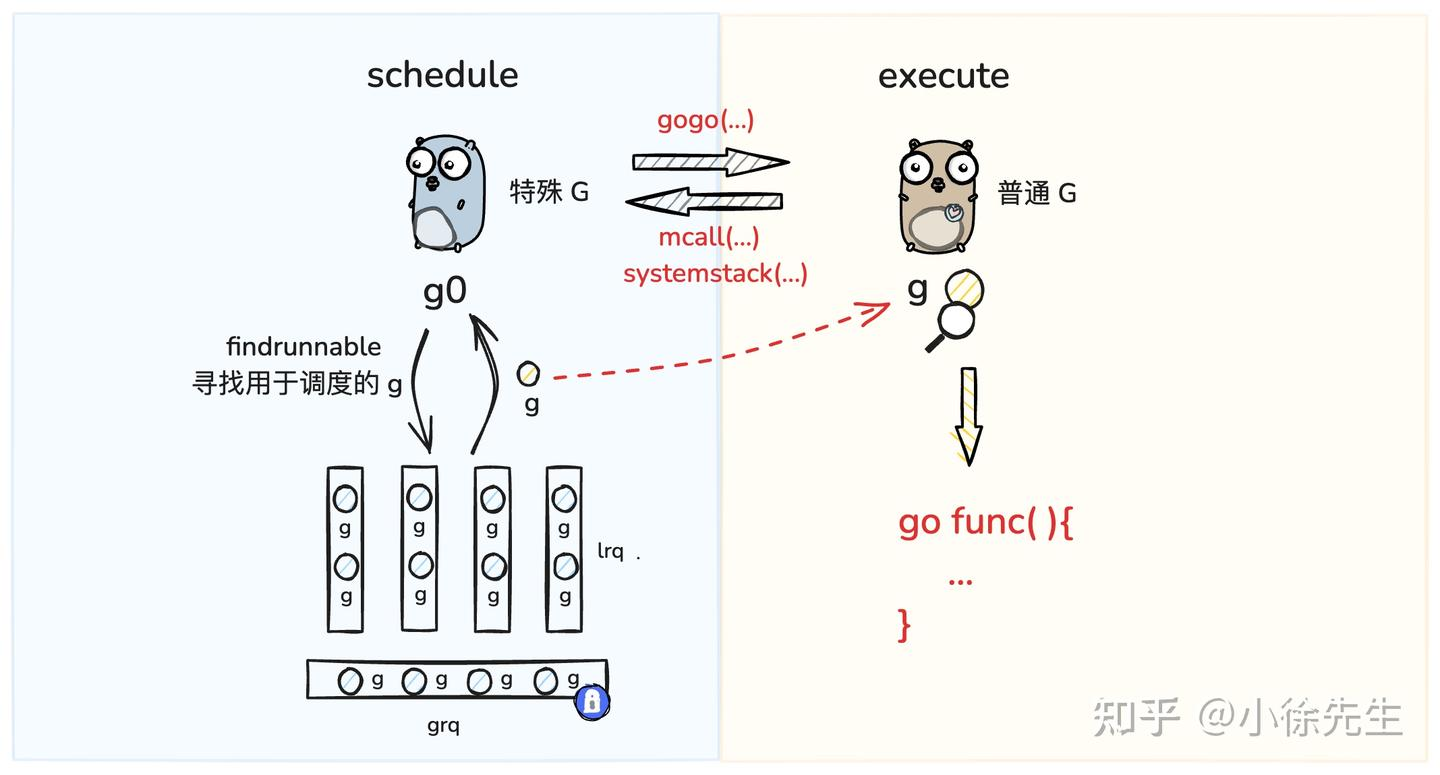 schedule
execute
gogo(...)
特殊 G
普通 G
mcall(...)
systemstack(...)
g0
g
findrunnable
寻找用于调度的 g
g
g g g g
g g g g
lrq .
g g g g
grq
go func( ){
...
}
知乎 @小徐先生